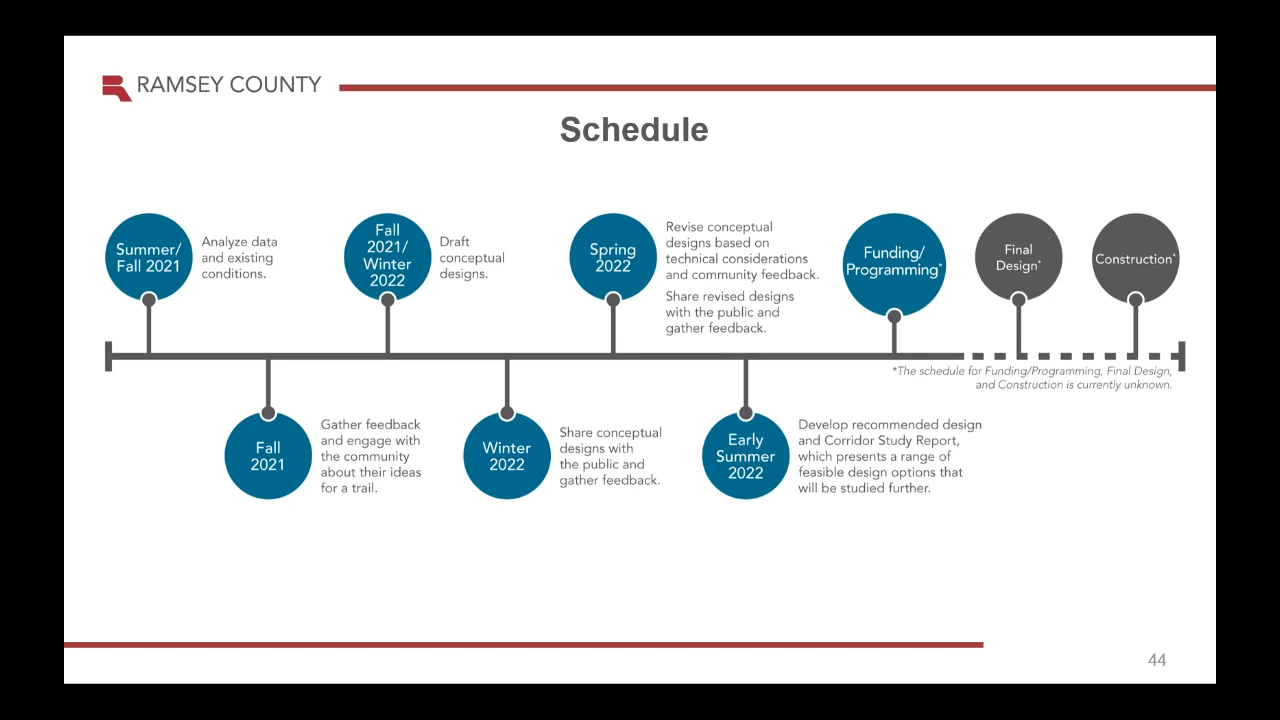 RAMSEY COUNTY
Schedule
Summer/
Fall 2021
Analyze data
and existing
conditions.
Fall
2021/
Winter
2022
Draft
conceptual
designs.
Spring
2022
Revise conceptual
designs based on
technical considerations
and community feedback.
Share revised designs
with the public and
gather feedback.
Funding/
Programming*
Final
Design*
Construction*
*The schedule for Funding/Programming, Final Design,
and Construction is currently unknown.
Fall
2021
Gather feedback
and engage with
the community
about their ideas
for a trail.
Winter
2022
Share conceptual
designs with
the public and
gather feedback.
Early
Summer
2022
Develop recommended design
and Corridor Study Report,
which presents a range of
feasible design options that
will be studied further.
44